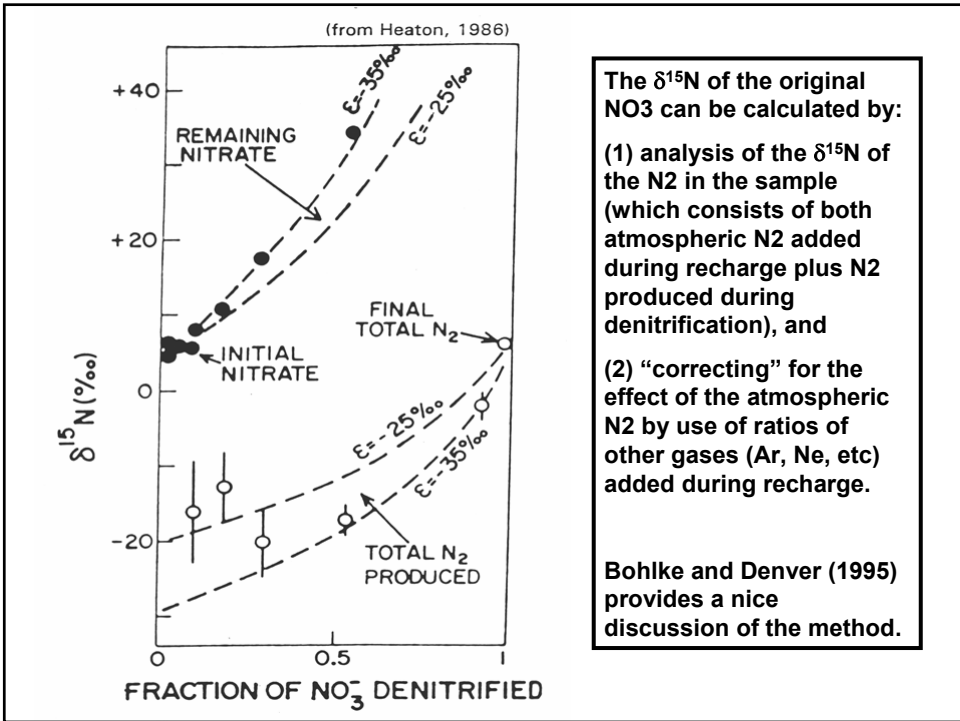 (from Heaton, 1986)
+40
+20
0
-20
δ¹⁵N (‰)
ε=-35‰
ε=-25‰
REMAINING
NITRATE
INITIAL
NITRATE
FINAL
TOTAL N₂
ε=-25‰
ε=-35‰
TOTAL N₂
PRODUCED
0
0.5
1
FRACTION OF NO₃⁻ DENITRIFIED
The δ¹⁵N of the original
NO3 can be calculated by:
(1) analysis of the δ¹⁵N of
the N2 in the sample
(which consists of both
atmospheric N2 added
during recharge plus N2
produced during
denitrification), and
(2) “correcting” for the
effect of the atmospheric
N2 by use of ratios of
other gases (Ar, Ne, etc)
added during recharge.
Bohlke and Denver (1995)
provides a nice
discussion of the method.